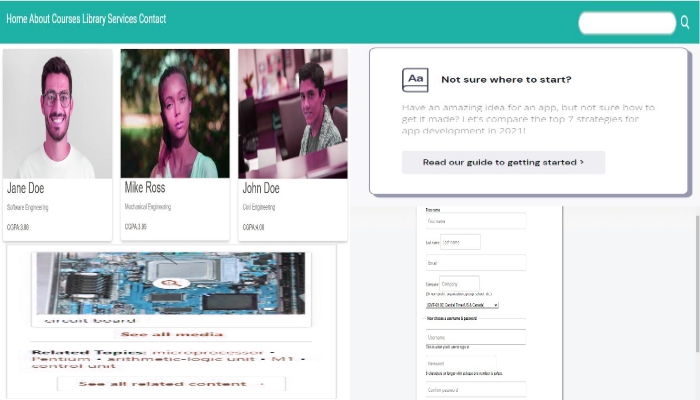 Home About Courses Library Services Contact
Jane Doe
Software Engineering
CGPA:3.86
Mike Ross
Mechanical Engineering
CGPA:3.89
John Doe
Civil Engineering
CGPA:4.00
Aa
Not sure where to start?
Have an amazing idea for an app, but not sure how to
get it made? Let's compare the top 7 strategies for
app development in 2021!
Read our guide to getting started >
circuit board
See all media
Related Topics: microprocessor •
Pentium • arithmetic-logic unit • M1 •
control unit
See all related content →
First name
First name
Last name
Last name
Email
Company
Company
(GMT-06:00) Central Time (US & Canada)
Now choose a username & password
Username
Password
Confirm password